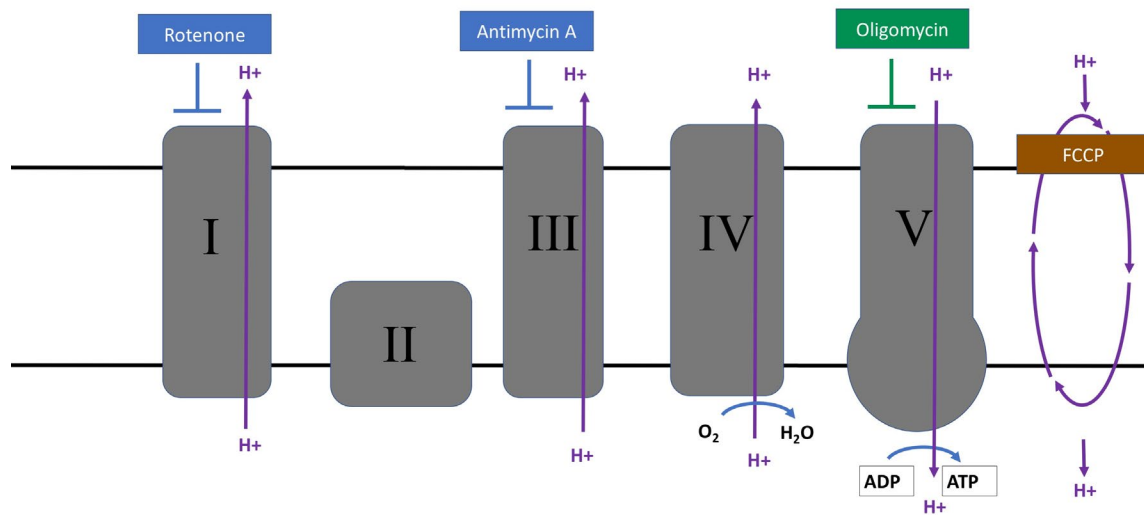 Rotenone
Antimycin A
Oligomycin
H+
H+
H+
H+
H+
FCCP
I
II
III
IV
V
O₂
H₂O
H+
H+
H+
ADP
ATP
H+
H+